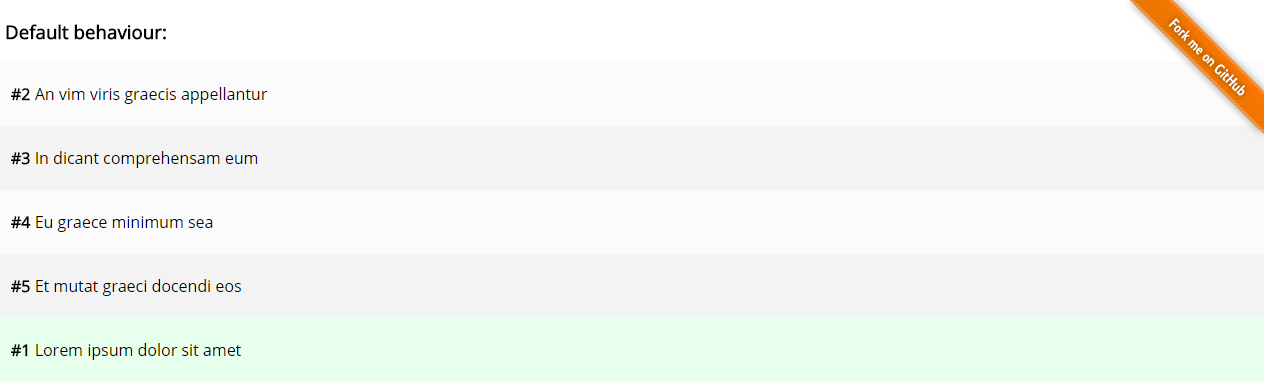 Default behaviour:
Fork me on GitHub
#2 An vim viris graecis appellantur
#3 In dicant comprehensam eum
#4 Eu graece minimum sea
#5 Et mutat graeci docendi eos
#1 Lorem ipsum dolor sit amet